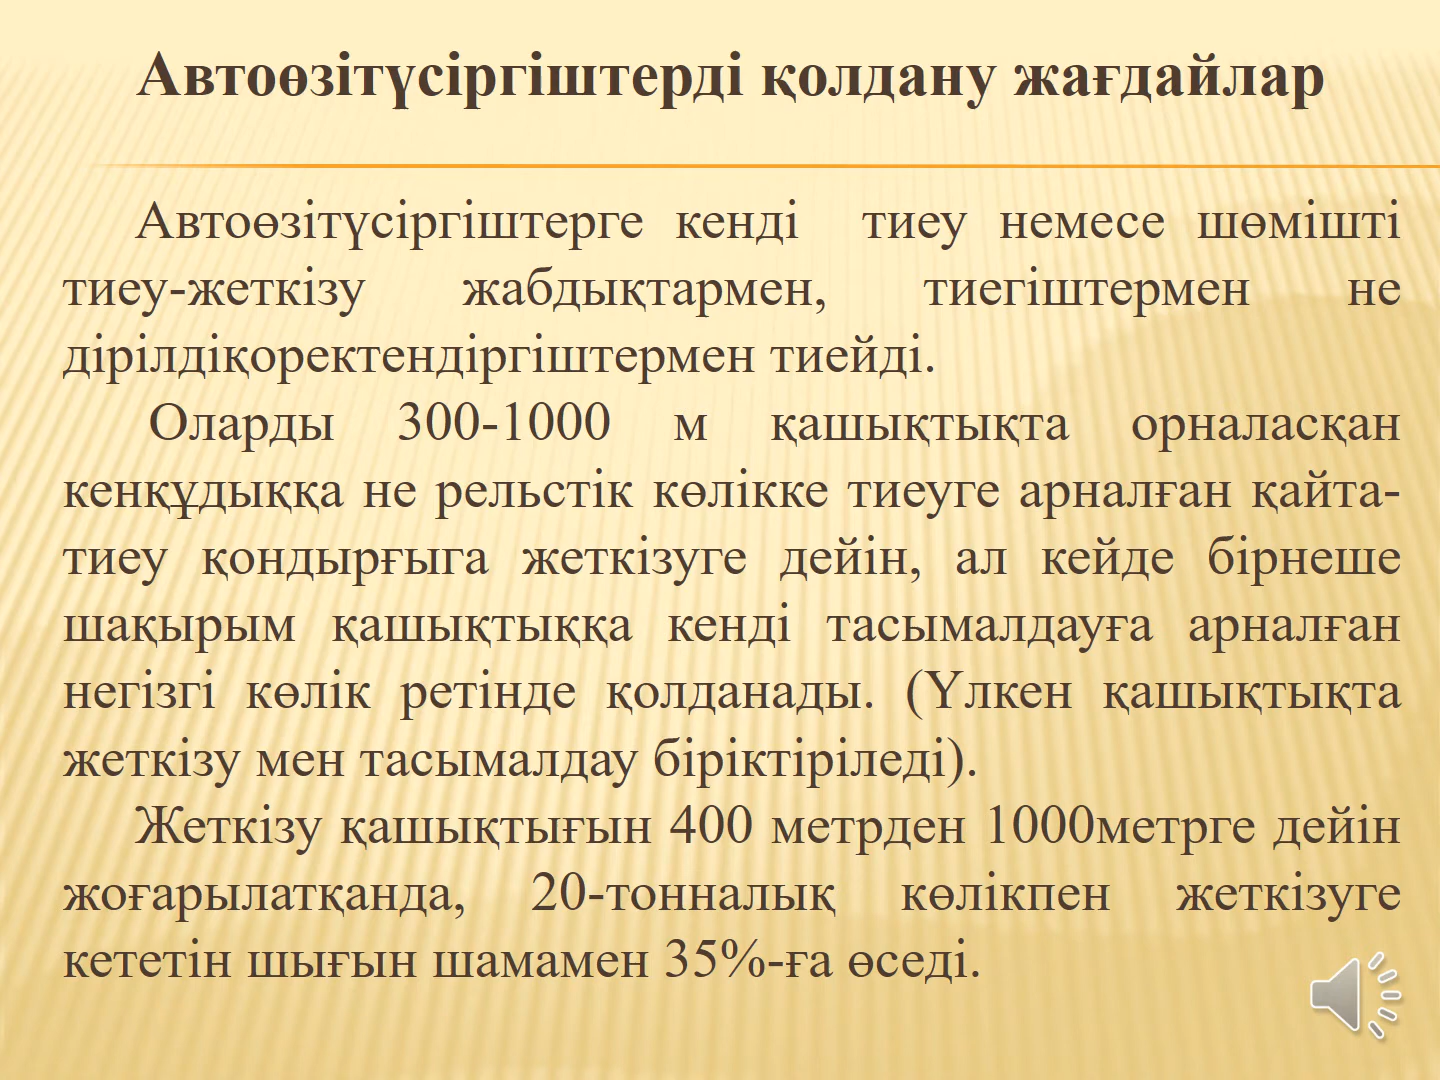 Автоөзітүсіргіштерді қолдану жағдайлар
Автоөзітүсіргіштерге кенді тиеу немесе шөмішті
тиеу-жеткізу жабдықтармен, тиегіштермен не
дірілдіқоректендіргіштермен тиейді.
Оларды 300-1000 м қашықтықта орналасқан
кенқұдыққа не рельстік көлікке тиеуге арналған қайта-
тиеу қондырғыга жеткізуге дейін, ал кейде бірнеше
шақырым қашықтыққа кенді тасымалдауға арналған
негізгі көлік ретінде қолданады. (Үлкен қашықтықта
жеткізу мен тасымалдау біріктіріледі).
Жеткізу қашықтығын 400 метрден 1000метрге дейін
жоғарылатқанда, 20-тонналық көлікпен жеткізуге
кететін шығын шамамен 35%-ға өседі.